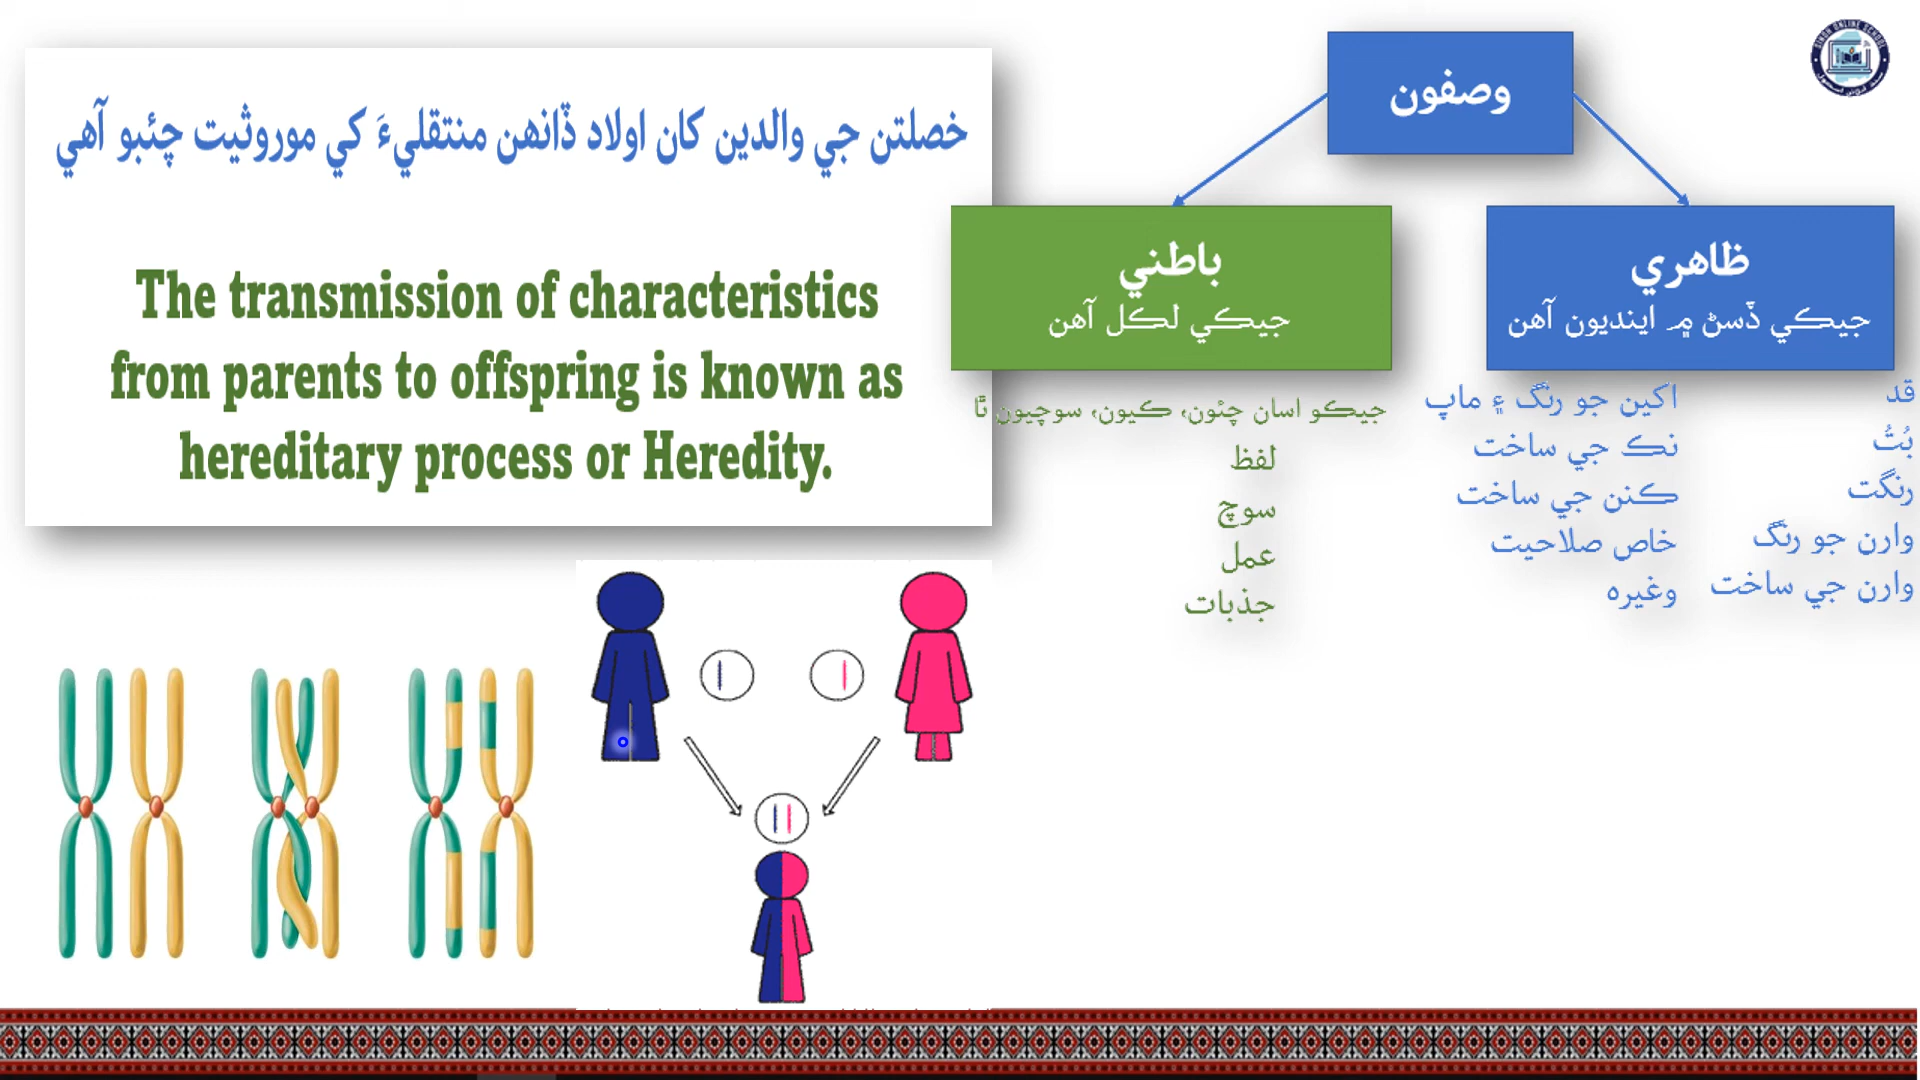 خصلتن جي والدين کان اولاد ڏانهن منتقليءَ کي موروثيت چئبو آهي
The transmission of characteristics
from parents to offspring is known as
hereditary process or Heredity.
وصفون
ظاهري
جيڪي ڏسڻ ۾ اينديون آهن
قد
بُتُ
رنگت
وارن جو رنگ
وارن جي ساخت
اکين جو رنگ ۽ ماپ
نڪ جي ساخت
ڪنن جي ساخت
خاص صلاحيت
وغيره
باطني
جيڪي لڪل آهن
جيڪو اسان چئون، ڪيون، سوچيون ٿا
لفظ
سوچ
عمل
جذبات